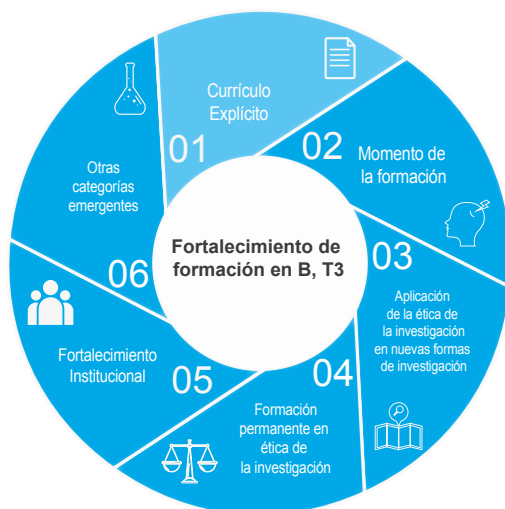 Fortalecimiento de
formación en B, T3
01
Currículo
Explícito
02
Momento de
la formación
03
Aplicación
de la ética de
la investigación
en nuevas formas
de investigación
04
Formación
permanente en
ética de
la investigación
05
Fortalecimiento
Institucional
06
Otras
categorías
emergentes